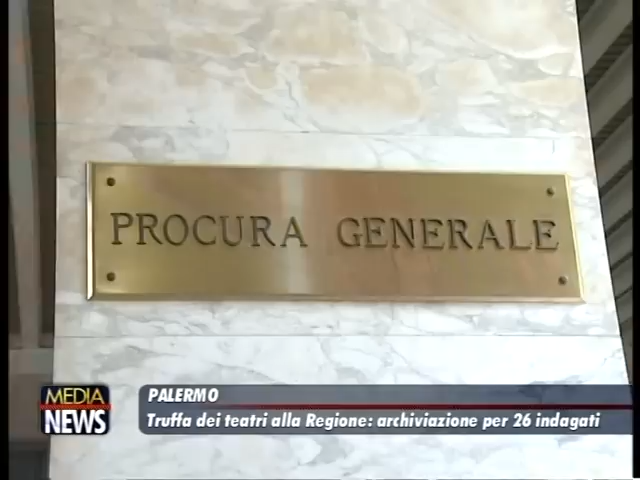 PROCURA GENERALE
MEDIA
NEWS
PALERMO
Truffa dei teatri alla Regione: archiviazione per 26 indagati